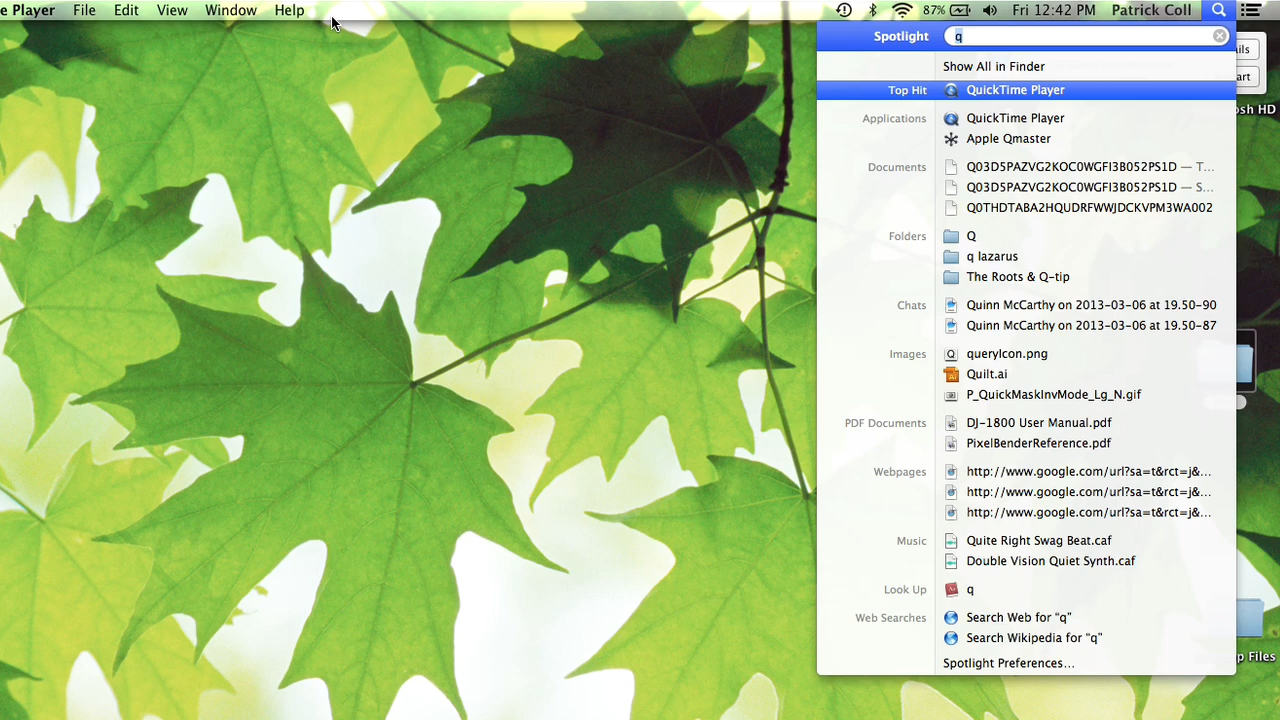 e Player File Edit View Window Help 87% Fri 12:42 PM Patrick Coll
Spotlight q
ils
Show All in Finder
art
Top Hit QuickTime Player
osh HD
Applications QuickTime Player
Apple Qmaster
Documents Q03D5PAZVG2KOC0WGFI3B052PS1D — T...
Q03D5PAZVG2KOC0WGFI3B052PS1D — S...
Q0THDTABA2HQUDRFWWJDCKVPM3WA002
Folders Q
q lazarus
The Roots & Q-tip
Chats Quinn McCarthy on 2013-03-06 at 19.50-90
Quinn McCarthy on 2013-03-06 at 19.50-87
Images queryIcon.png
Quilt.ai
P_QuickMaskInvMode_Lg_N.gif
PDF Documents DJ-1800 User Manual.pdf
PixelBenderReference.pdf
Webpages http://www.google.com/url?sa=t&rct=j&...
http://www.google.com/url?sa=t&rct=j&...
http://www.google.com/url?sa=t&rct=j&...
Music Quite Right Swag Beat.caf
Double Vision Quiet Synth.caf
Look Up q
Web Searches Search Web for “q”
Search Wikipedia for “q”
p Files
Spotlight Preferences...